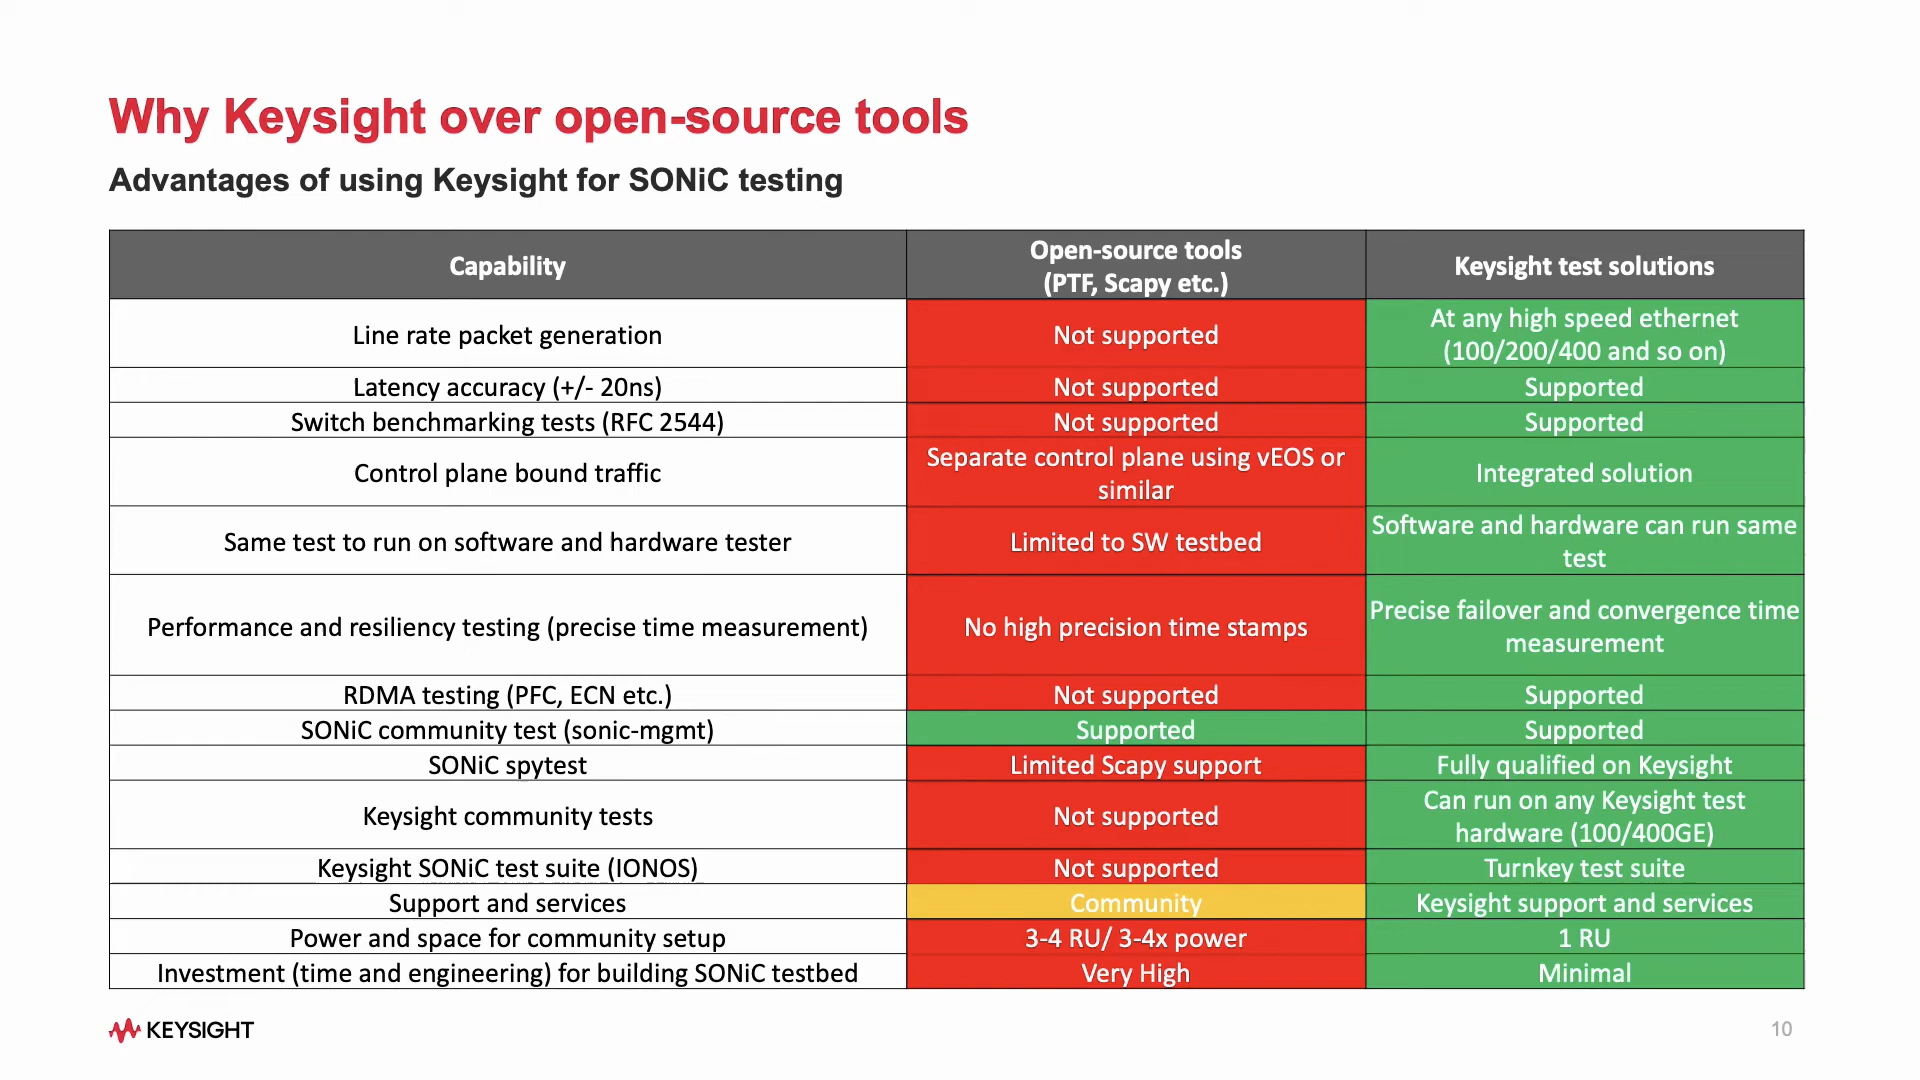 Why Keysight over open-source tools
Advantages of using Keysight for SONiC testing
Capability
Open-source tools
(PTF, Scapy etc.)
Keysight test solutions
Line rate packet generation
Not supported
At any high speed ethernet
(100/200/400 and so on)
Latency accuracy (+/- 20ns)
Not supported
Supported
Switch benchmarking tests (RFC 2544)
Not supported
Supported
Control plane bound traffic
Separate control plane using vEOS or
similar
Integrated solution
Same test to run on software and hardware tester
Limited to SW testbed
Software and hardware can run same
test
Performance and resiliency testing (precise time measurement)
No high precision time stamps
Precise failover and convergence time
measurement
RDMA testing (PFC, ECN etc.)
Not supported
Supported
SONiC community test (sonic-mgmt)
Supported
Supported
SONiC spytest
Limited Scapy support
Fully qualified on Keysight
Keysight community tests
Not supported
Can run on any Keysight test
hardware (100/400GE)
Keysight SONiC test suite (IONOS)
Not supported
Turnkey test suite
Support and services
Community
Keysight support and services
Power and space for community setup
3-4 RU/ 3-4x power
1 RU
Investment (time and engineering) for building SONiC testbed
Very High
Minimal
KEYSIGHT
10